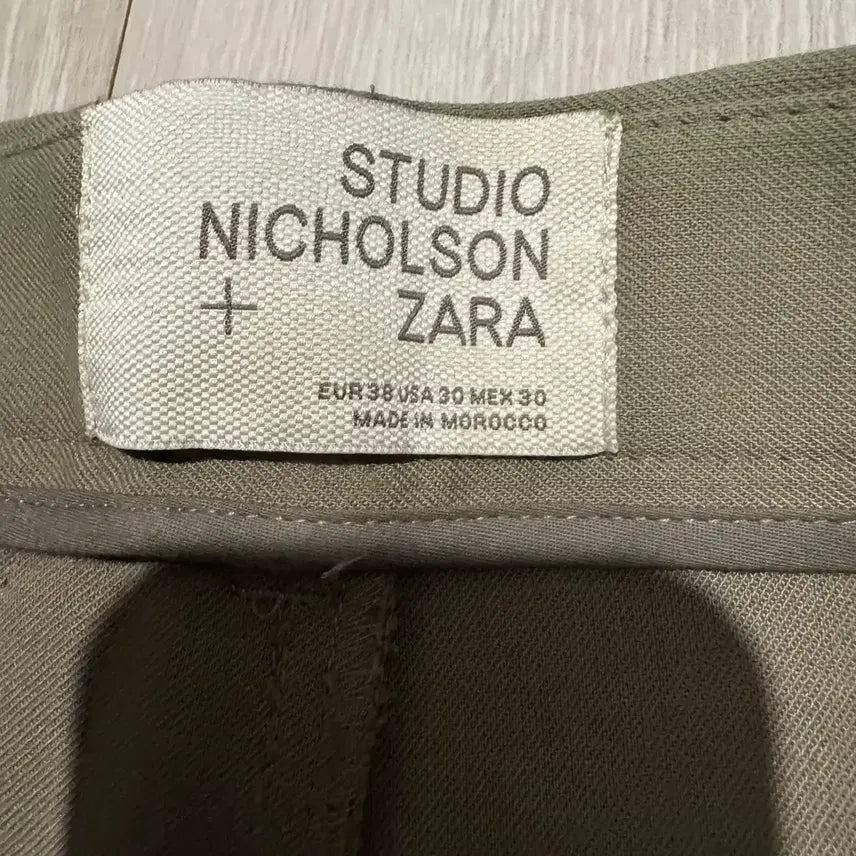 STUDIO
NICHOLSON
+ ZARA
EUR 38 USA 30 MEX 30
MADE IN MOROCCO